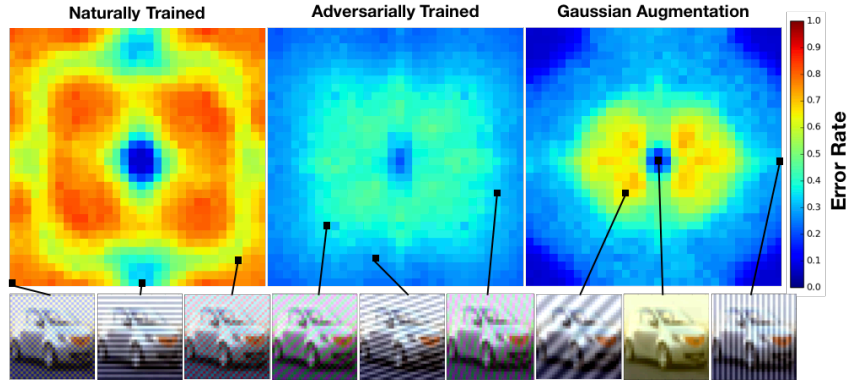 Naturally Trained
Adversarially Trained
Gaussian Augmentation
1.0
0.9
0.8
0.7
0.6
0.5
0.4
0.3
0.2
0.1
0.0
Error Rate